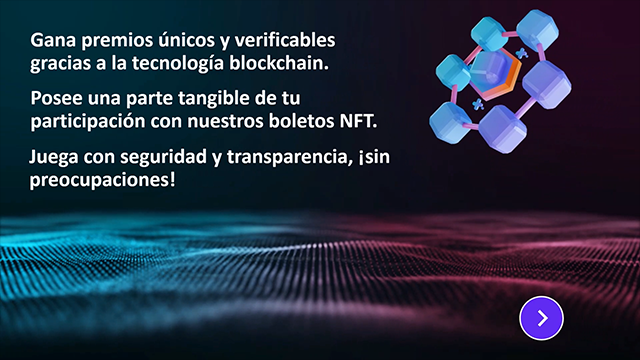 Gana premios únicos y verificables
gracias a la tecnología blockchain.
Posee una parte tangible de tu
participación con nuestros boletos NFT.
Juega con seguridad y transparencia, ¡sin
preocupaciones!